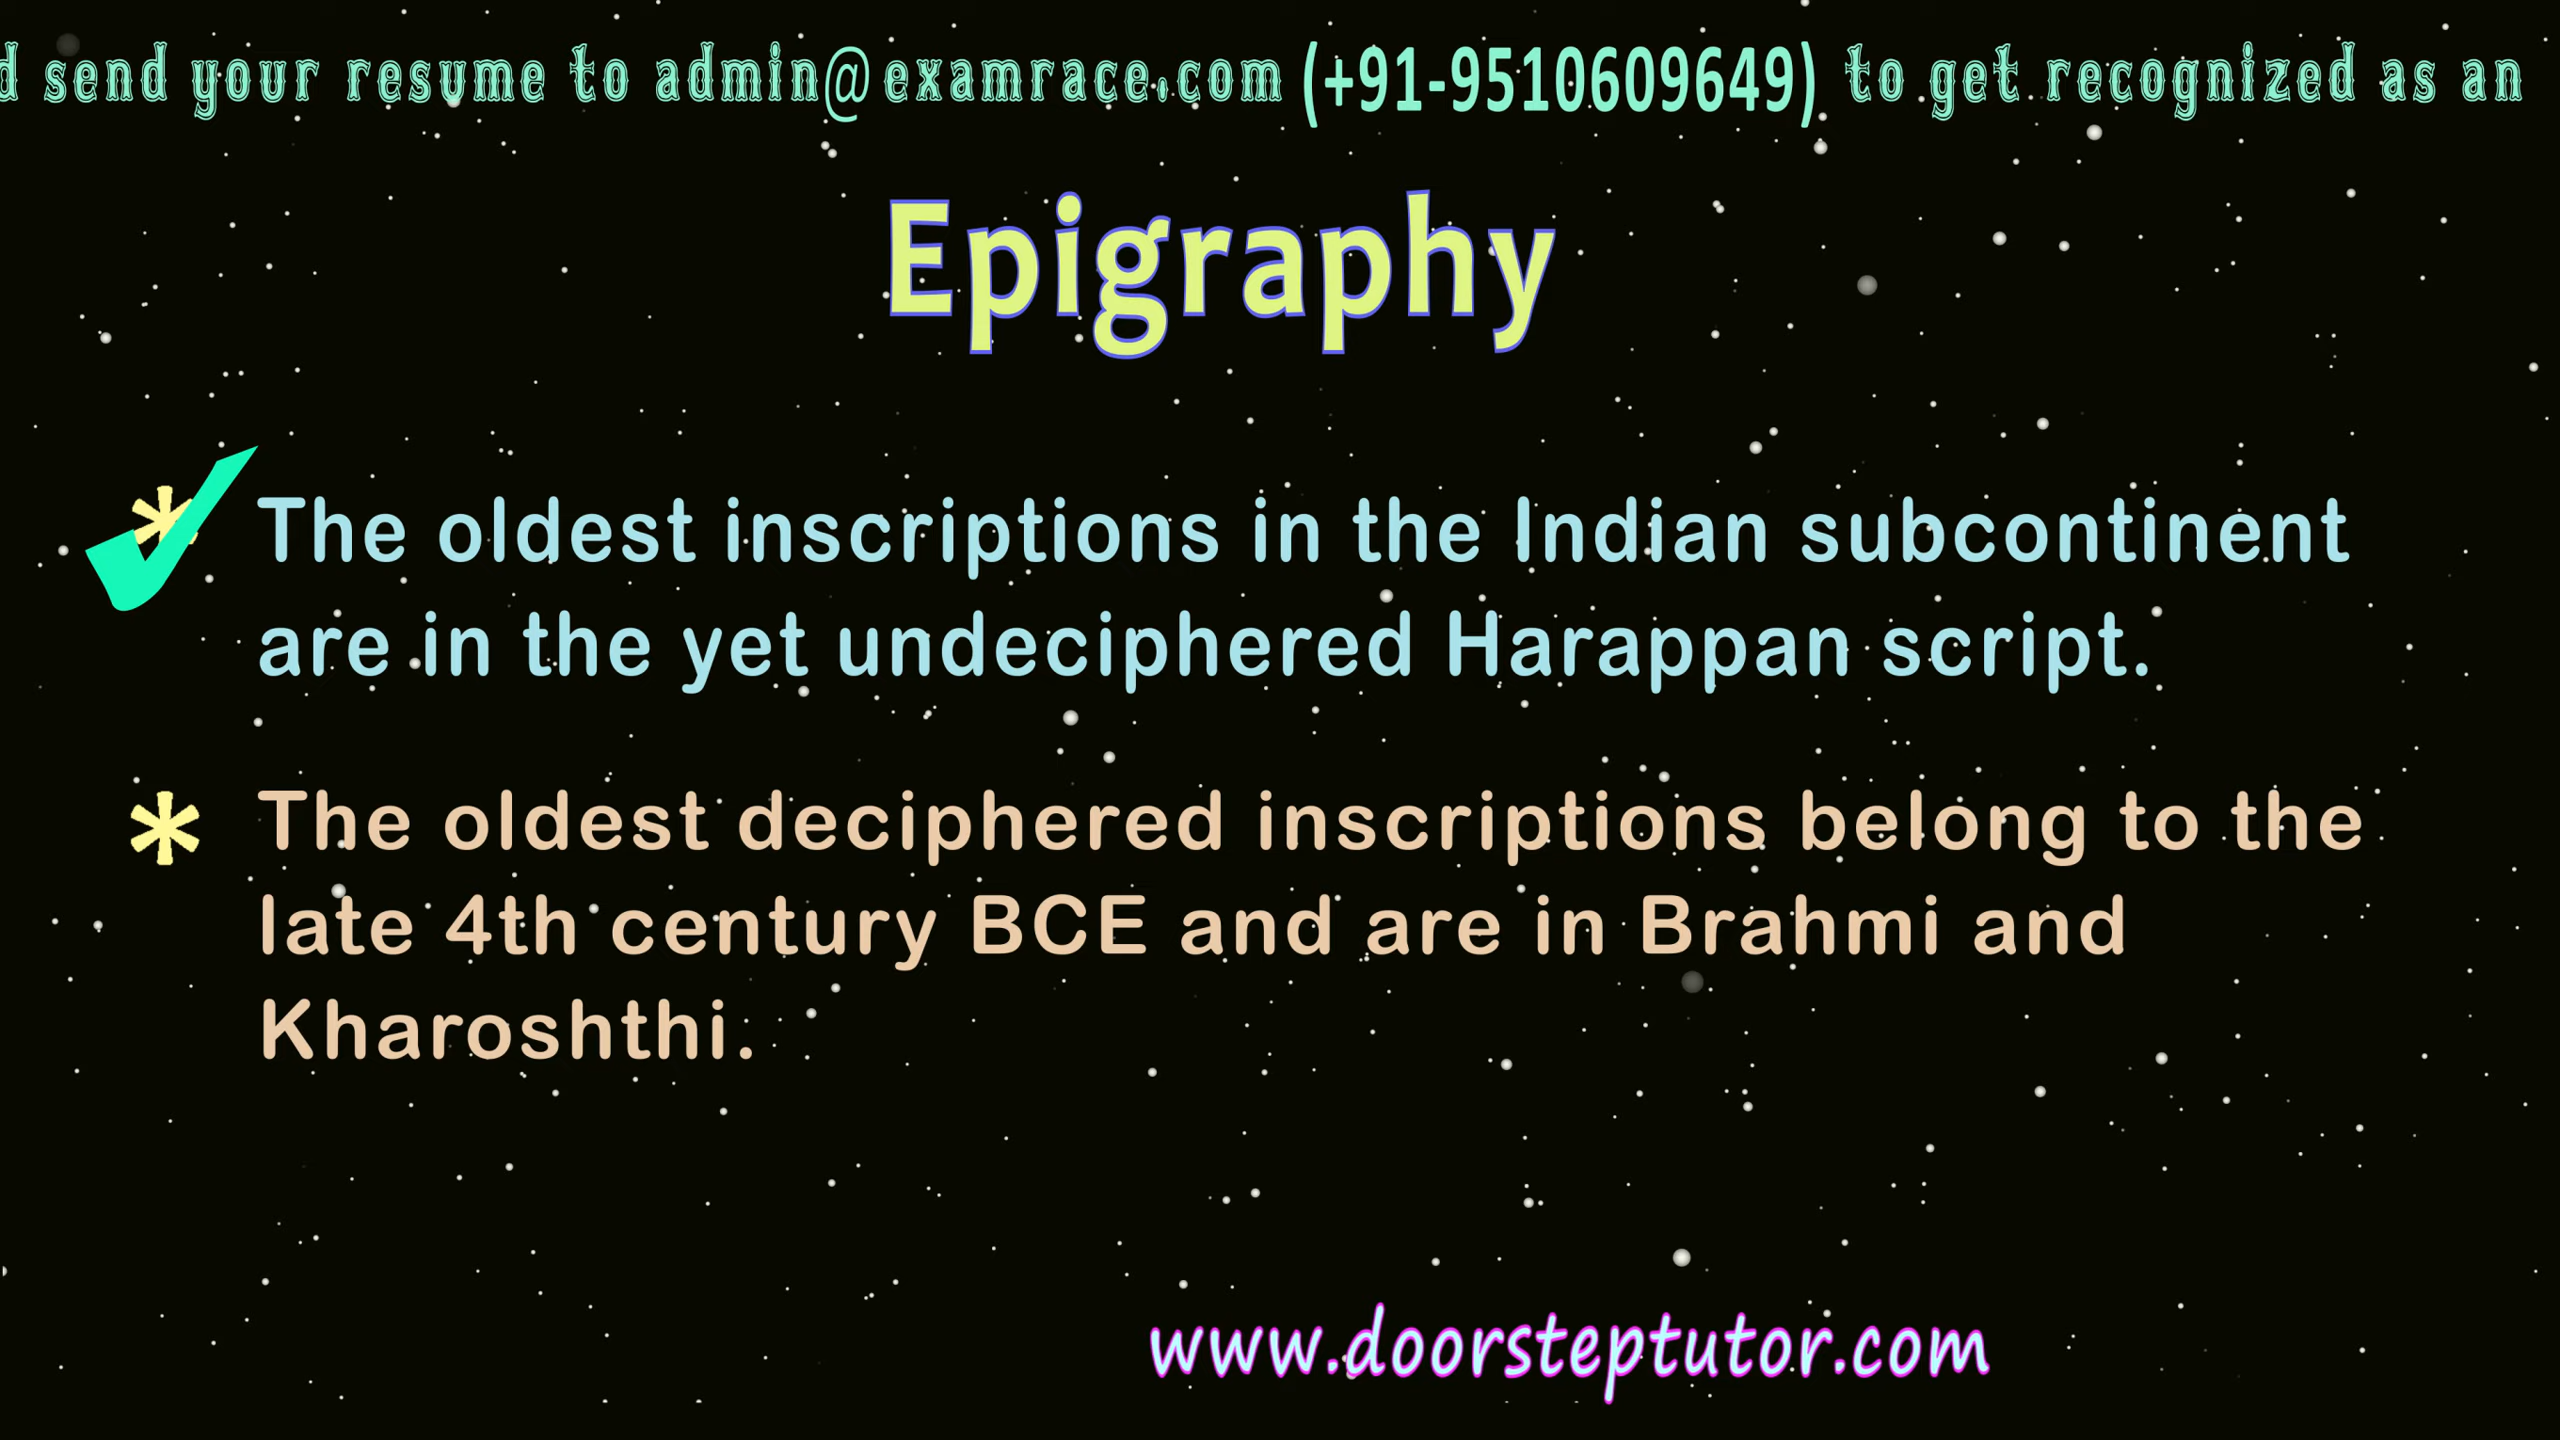 send your resume to admin@examrace.com (+91-9510609649) to get recognized as an
Epigraphy
* The oldest inscriptions in the Indian subcontinent
are in the yet undeciphered Harappan script.
* The oldest deciphered inscriptions belong to the
late 4th century BCE and are in Brahmi and
Kharoshthi.
www.doorsteptutor.com